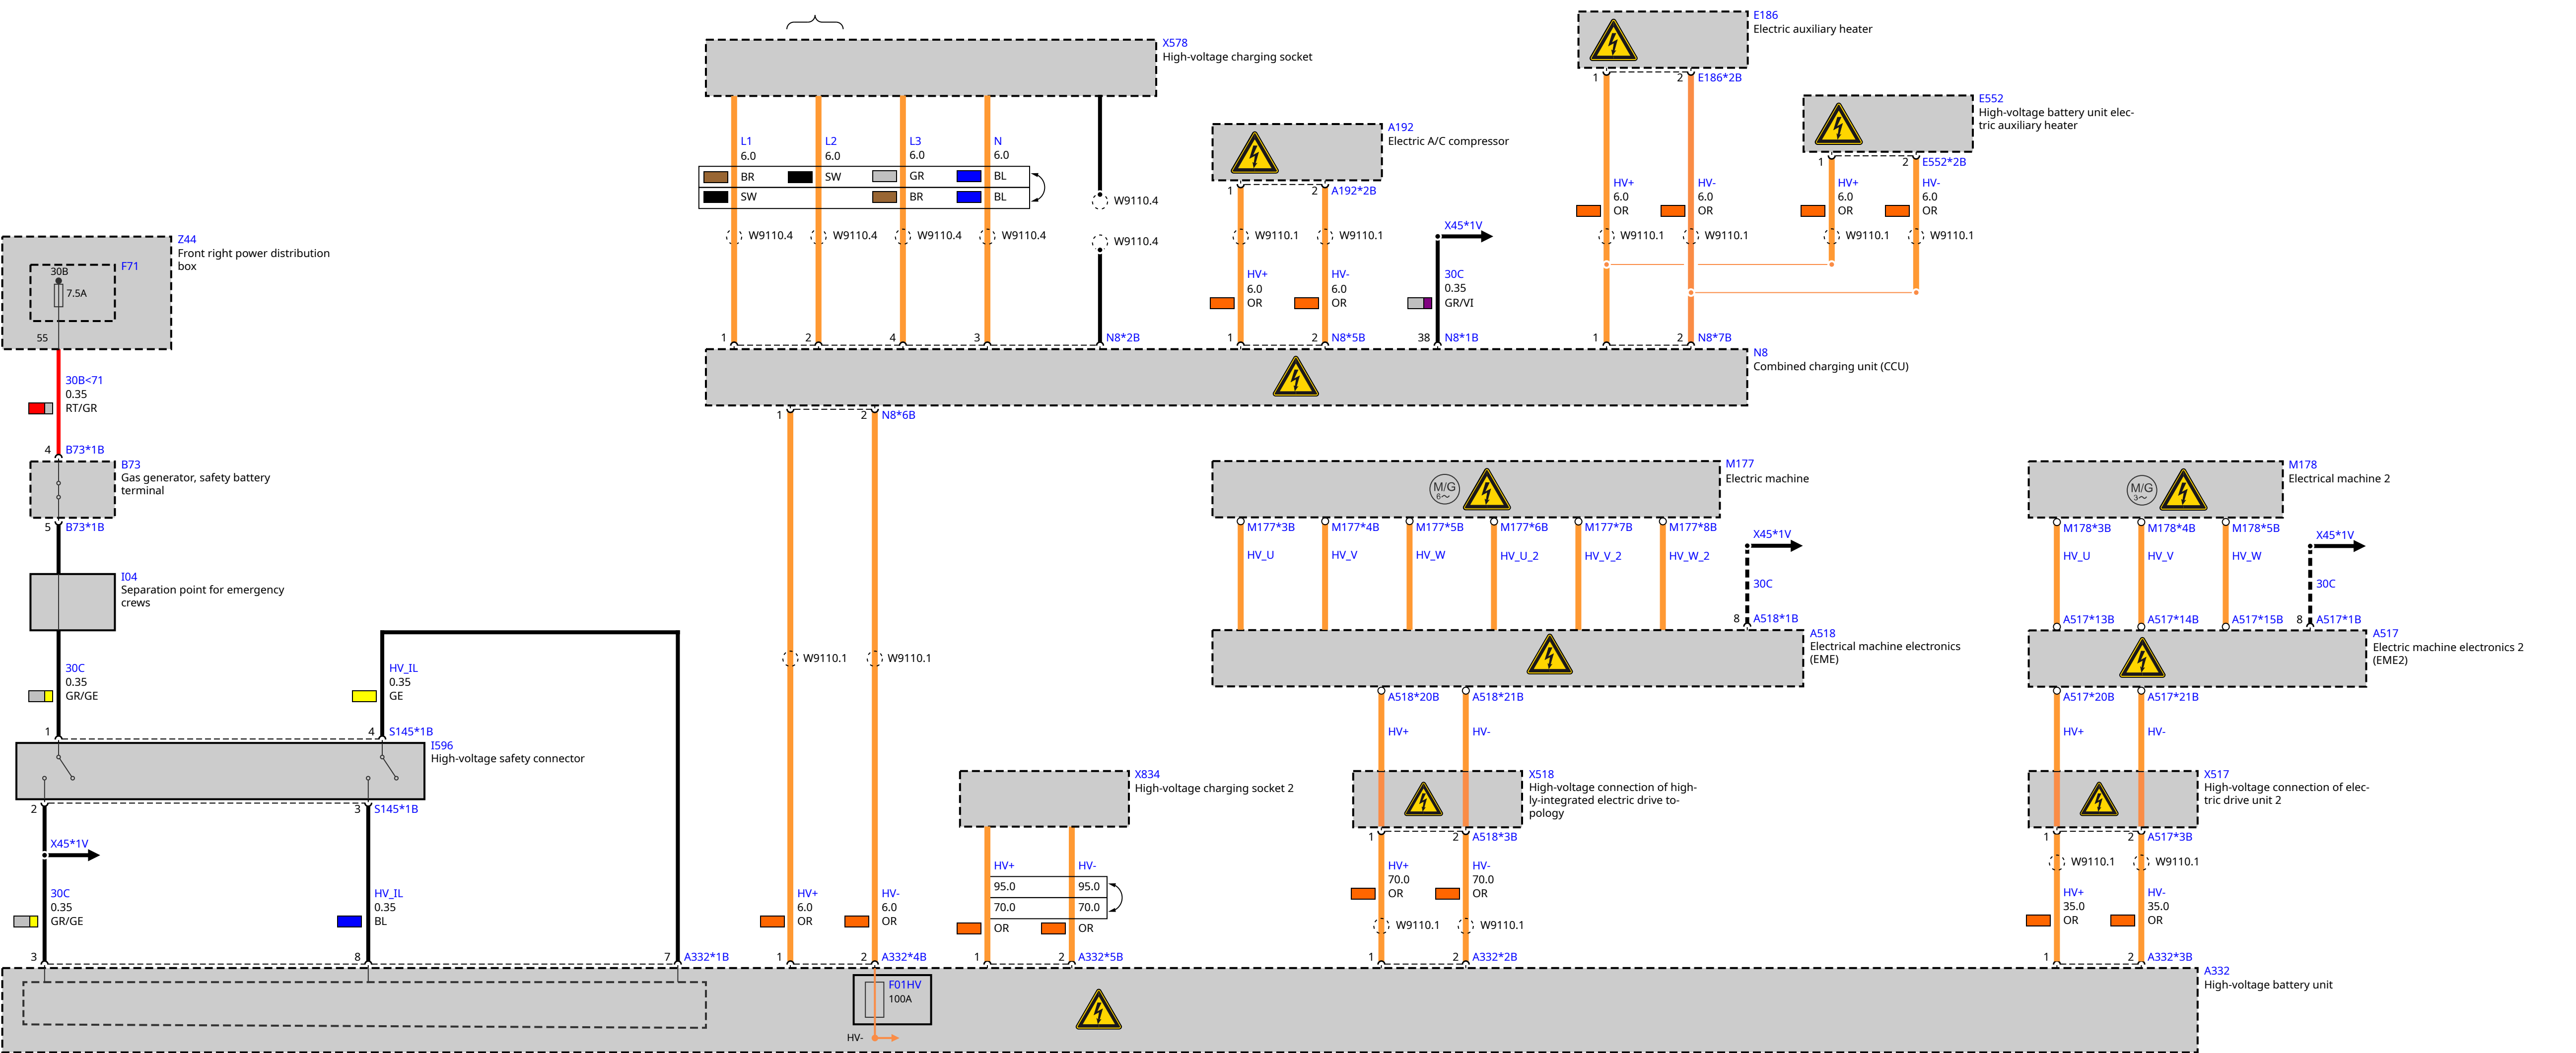 X578
High-voltage charging socket
E186
Electric auxiliary heater
1
2
E186*2B
E552
High-voltage battery unit elec-
tric auxiliary heater
1
2
E552*2B
A192
Electric A/C compressor
1
2
A192*2B
L1
6.0
L2
6.0
L3
6.0
N
6.0
BR
SW
GR
BL
SW
BR
BL
W9110.4
W9110.4
W9110.4
W9110.4
W9110.4
W9110.4
W9110.1
W9110.1
HV+
6.0
OR
HV-
6.0
OR
X45*1V
30C
0.35
GR/VI
HV+
6.0
OR
HV-
6.0
OR
W9110.1
W9110.1
HV+
6.0
OR
HV-
6.0
OR
W9110.1
W9110.1
1
2
4
3
N8*2B
1
2
N8*5B
38
N8*1B
1
2
N8*7B
N8
Combined charging unit (CCU)
1
2
N8*6B
Z44
Front right power distribution
box
F71
30B
7.5A
55
30B<71
0.35
RT/GR
4
B73*1B
B73
Gas generator, safety battery
terminal
5
B73*1B
I04
Separation point for emergency
crews
30C
0.35
GR/GE
HV_IL
0.35
GE
1
4
S145*1B
I596
High-voltage safety connector
2
3
S145*1B
X45*1V
30C
0.35
GR/GE
HV_IL
0.35
BL
3
8
7
A332*1B
W9110.1
W9110.1
HV+
6.0
OR
HV-
6.0
OR
1
2
A332*4B
X834
High-voltage charging socket 2
HV+
HV-
95.0
95.0
70.0
70.0
OR
OR
1
2
A332*5B
M177
Electric machine
M/G
6~
M177*3B
M177*4B
M177*5B
M177*6B
M177*7B
M177*8B
HV_U
HV_V
HV_W
HV_U_2
HV_V_2
HV_W_2
X45*1V
30C
8
A518*1B
A518
Electrical machine electronics
(EME)
A518*20B
A518*21B
HV+
HV-
X518
High-voltage connection of high-
ly-integrated electric drive to-
pology
1
2
A518*3B
HV+
70.0
OR
HV-
70.0
OR
W9110.1
W9110.1
1
2
A332*2B
M178
Electrical machine 2
M/G
3~
M178*3B
M178*4B
M178*5B
HV_U
HV_V
HV_W
X45*1V
30C
A517*13B
A517*14B
A517*15B
8
A517*1B
A517
Electric machine electronics 2
(EME2)
A517*20B
A517*21B
HV+
HV-
X517
High-voltage connection of elec-
tric drive unit 2
1
2
A517*3B
W9110.1
W9110.1
HV+
35.0
OR
HV-
35.0
OR
1
2
A332*3B
A332
High-voltage battery unit
F01HV
100A
HV-